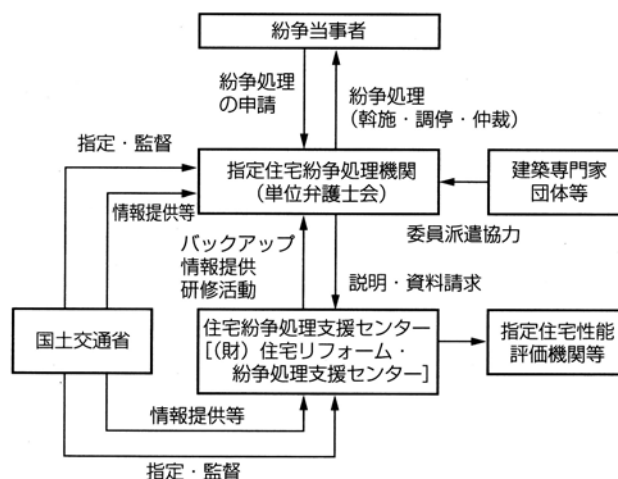 紛争当事者
紛争処理
の申請
紛争処理
(斡施・調停・仲裁)
指定・監督
指定住宅紛争処理機関
(単位弁護士会)
建築専門家
団体等
情報提供等
委員派遣協力
バックアップ
情報提供
研修活動
説明・資料請求
国土交通省
住宅紛争処理支援センター
[(財)住宅リフォーム・
紛争処理支援センター]
指定住宅性能
評価機関等
情報提供等
指定・監督